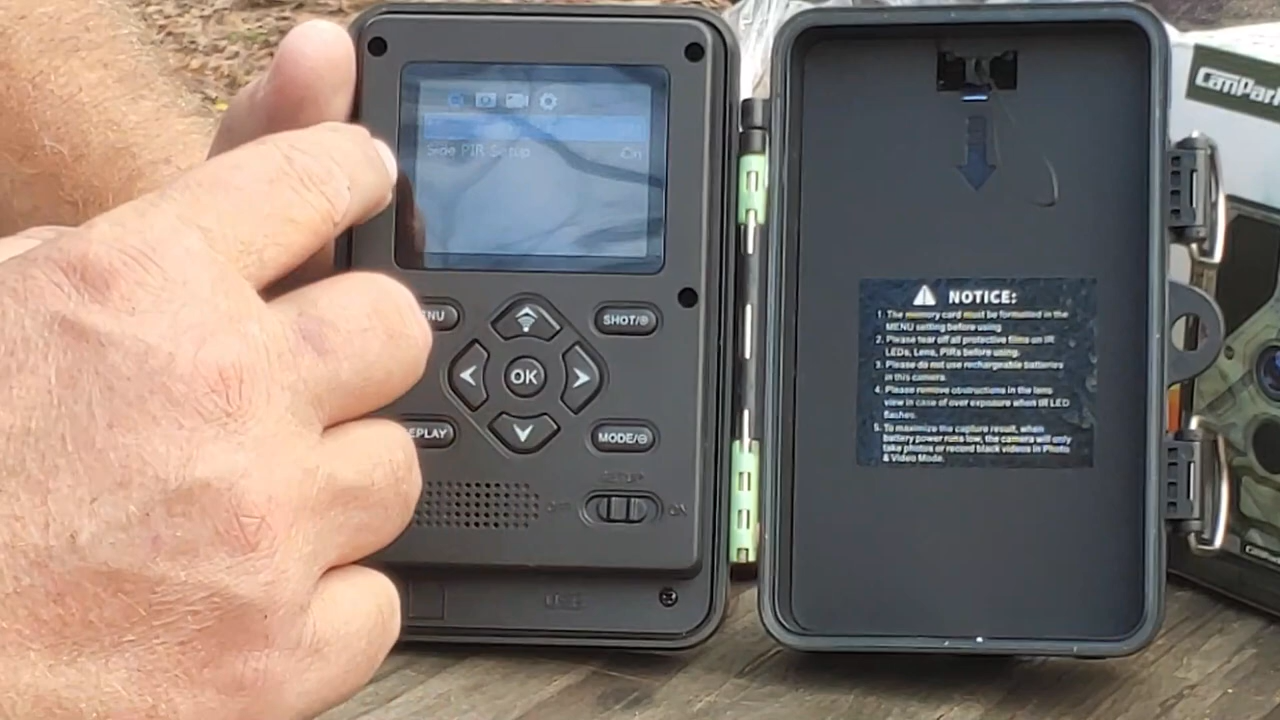 Side PIR Setup On
ENU
SHOT/⊕
OK
EPLAY
MODE/⊖
SETUP
OFF ON
NOTICE:
1. The memory card must be formatted in the
MENU setting before using.
2. Please tear off all protective films on IR
LEDs, Lens, PIRs before using.
3. Please do not use rechargeable batteries
in this camera.
4. Please remove obstructions in the lens
view in case of over exposure when IR LED
flashes.
5. To maximize the capture result, when
battery power runs low, the camera will only
take photos or record black videos in Photo
& Video Mode.
CamPark